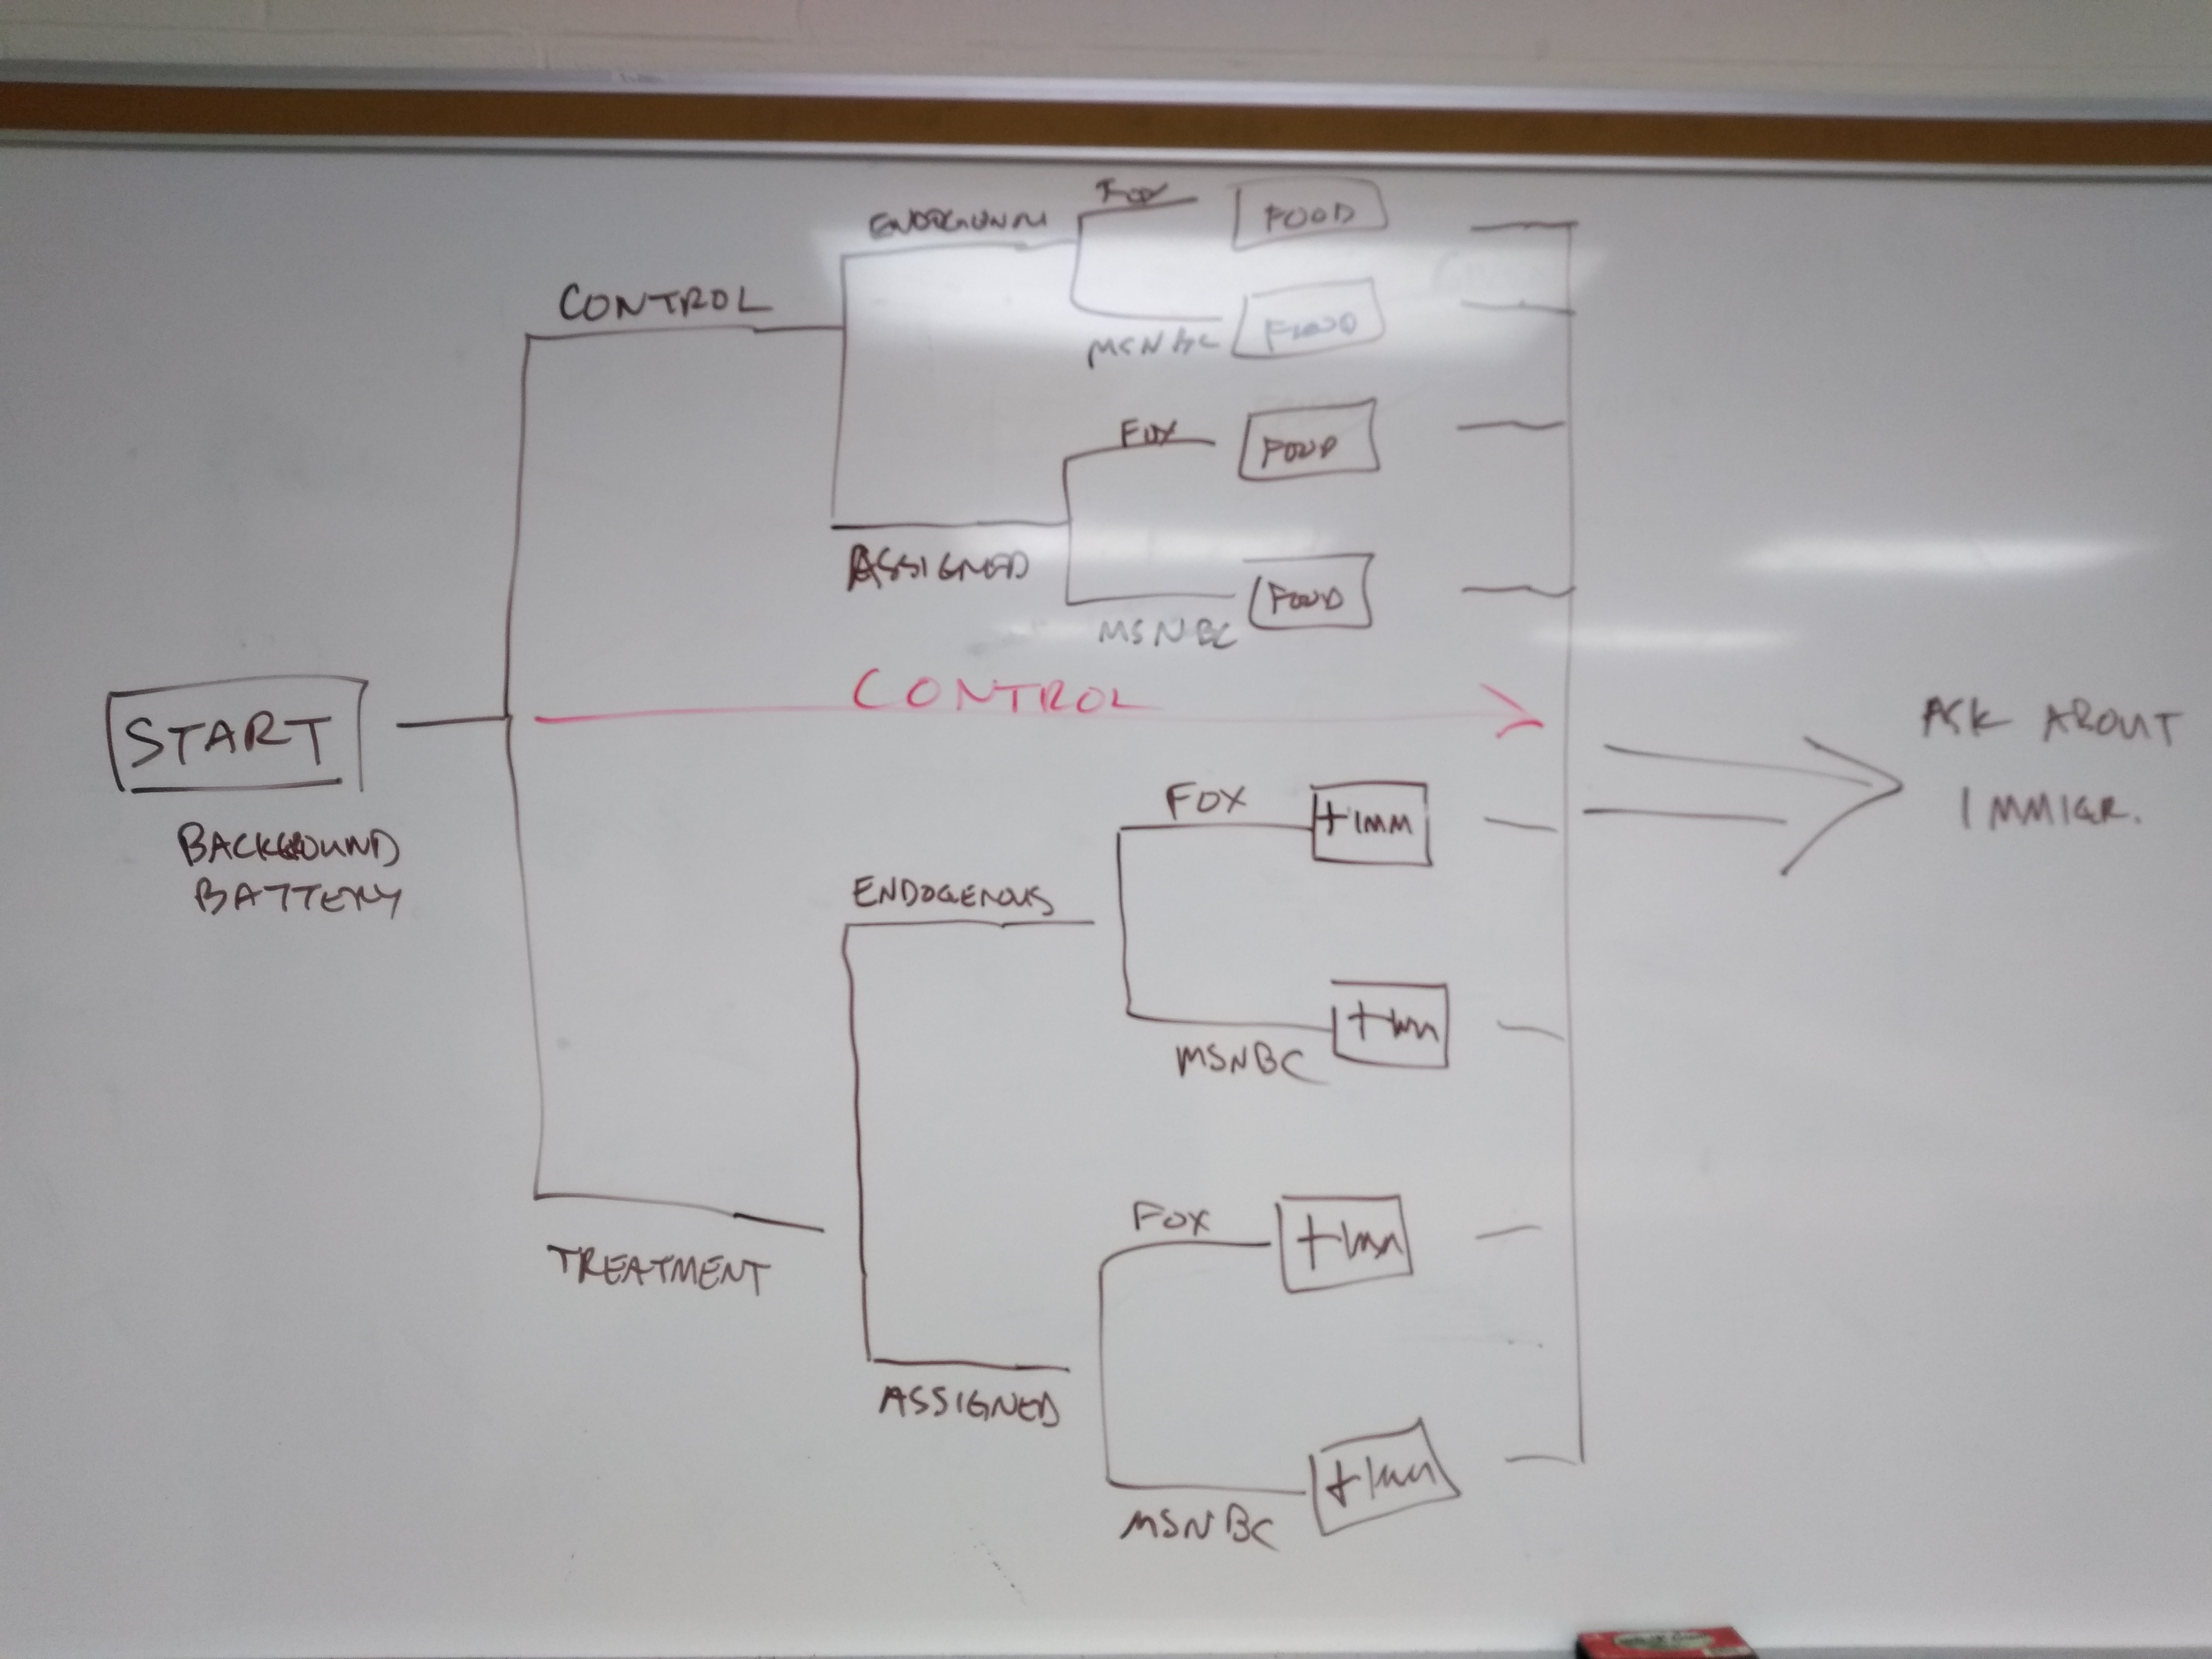 FOX
FOOD
CONTROL
MSNBC
FOOD
FOX
FOOD
ASSIGNED
FOOD
MSNBC
CONTROL
START
BACKGROUND
BATTERY
ASK ABOUT
IMMIGR.
FOX
+IMM
ENDOGENOUS
+IMM
MSNBC
TREATMENT
FOX
+IMM
ASSIGNED
+IMM
MSNBC